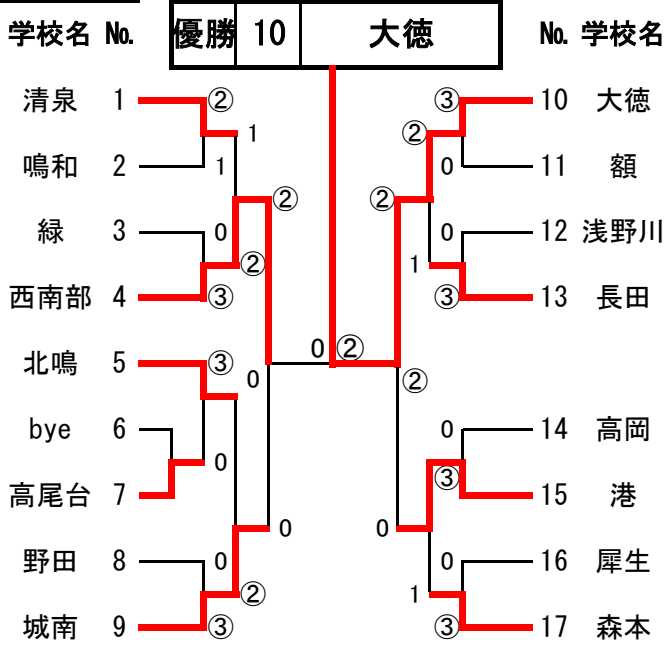 学校名 No. 優勝 10 大徳 No. 学校名
清泉 1 ② ③ 10 大徳
1 ②
鳴和 2 1 0 11 額
② ②
緑 3 0 0 12 浅野川
② 1
西南部 4 ③ ③ 13 長田
0 ②
北鳴 5 ③
0 ②
bye 6 0 14 高岡
0 ③
高尾台 7 15 港
0 0
野田 8 0 0 16 犀生
② 1
城南 9 ③ ③ 17 森本